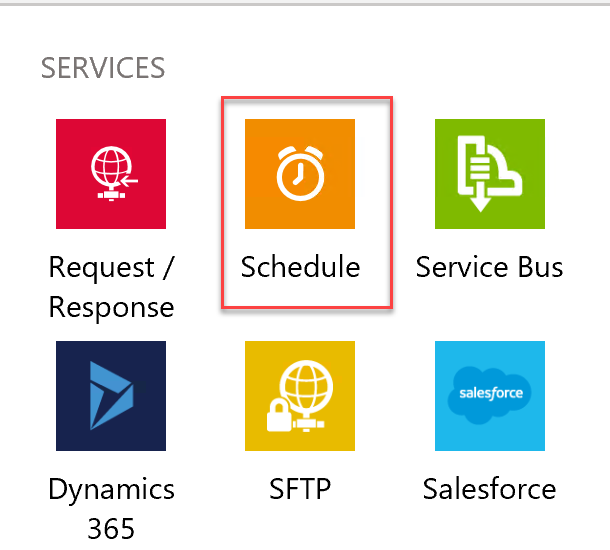 SERVICES
Request / Schedule Service Bus
Response
salesforce
Dynamics SFTP Salesforce
365